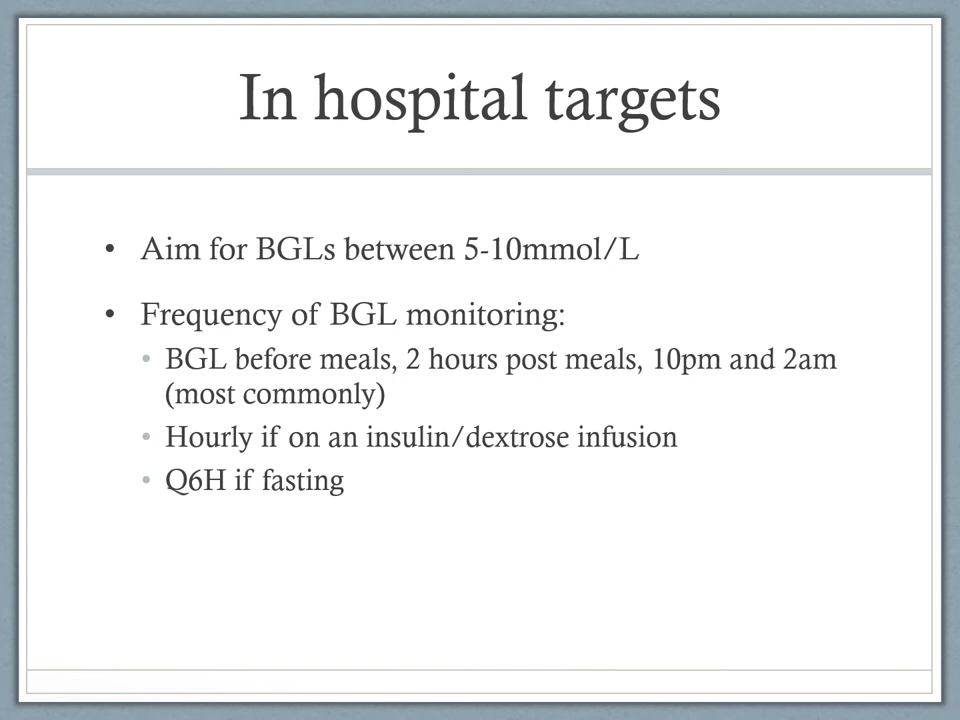 In hospital targets
• Aim for BGLs between 5-10mmol/L
• Frequency of BGL monitoring:
• BGL before meals, 2 hours post meals, 10pm and 2am
(most commonly)
• Hourly if on an insulin/dextrose infusion
• Q6H if fasting